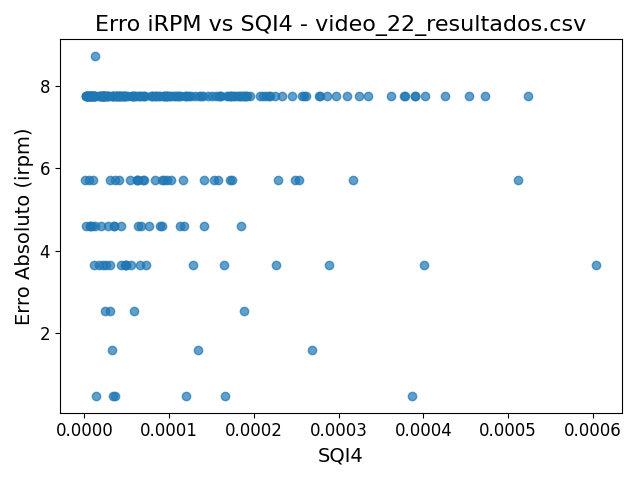 Erro iRPM vs SQI4 - video_22_resultados.csv
Erro Absoluto (irpm)
8
6
4
2
0.0000 0.0001 0.0002 0.0003 0.0004 0.0005 0.0006
SQI4